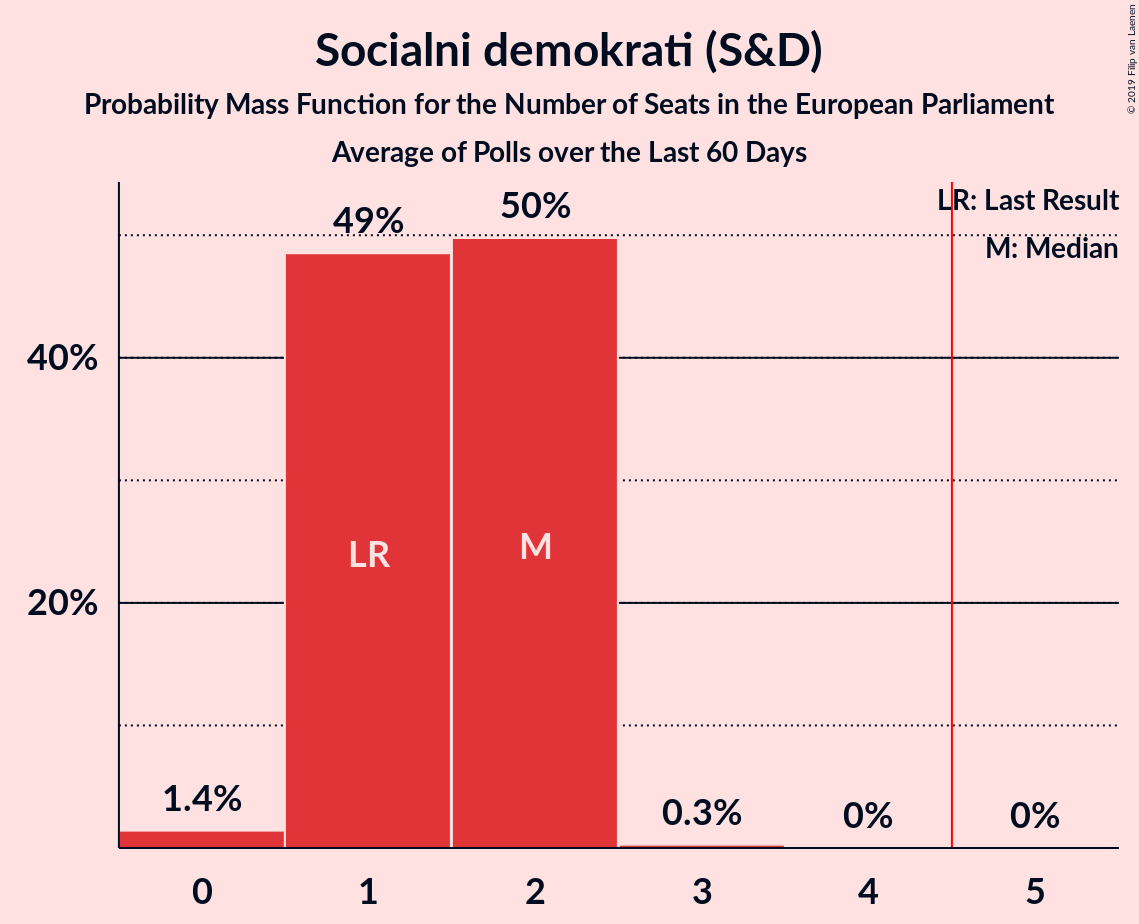 © 2019 Filip van Laenen
Socialni demokrati (S&D)
Probability Mass Function for the Number of Seats in the European Parliament
Average of Polls over the Last 60 Days
LR: Last Result
M: Median
49%
50%
40%
20%
LR
M
1.4%
0.3%
0%
0%
0
1
2
3
4
5